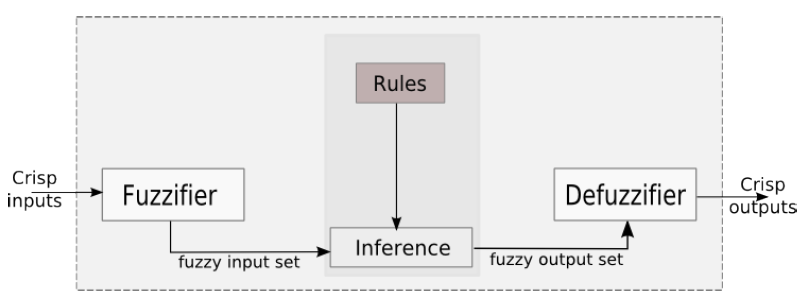 Rules
Crisp
inputs
Fuzzifier
Defuzzifier
Crisp
outputs
Inference
fuzzy input set
fuzzy output set